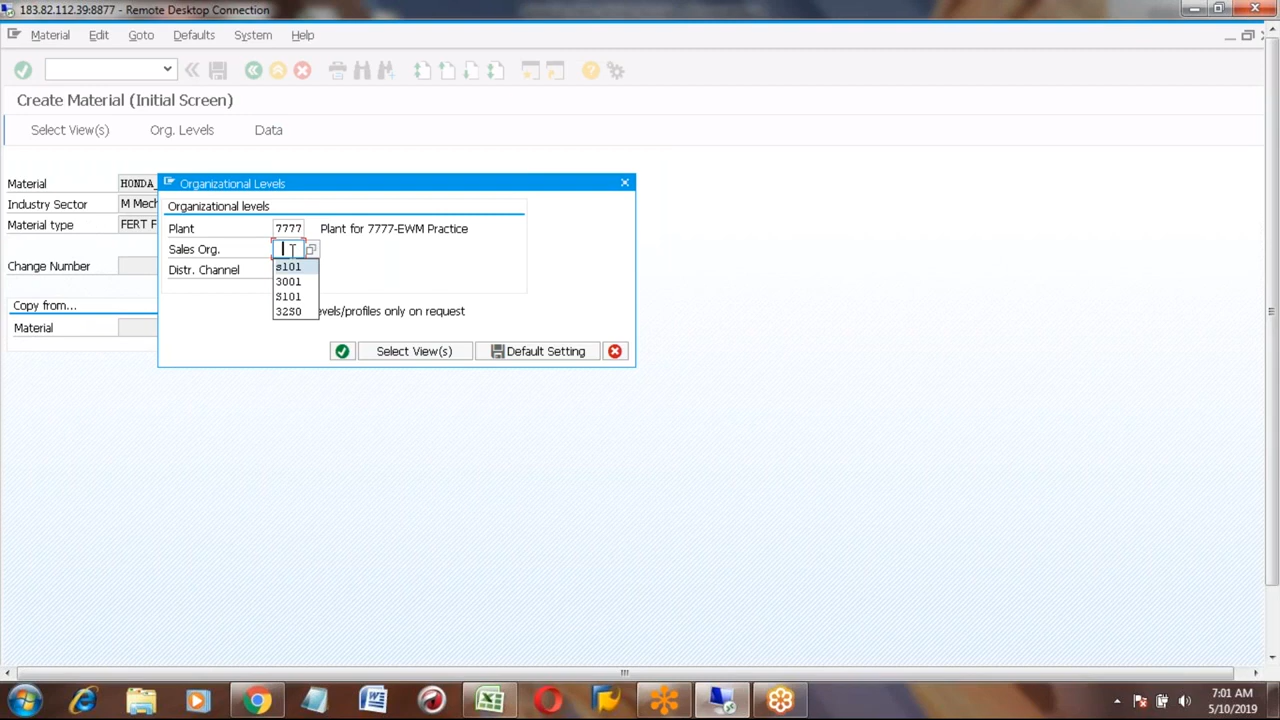 183.82.112.39:8877 - Remote Desktop Connection
Material Edit Goto Defaults System Help
Create Material (Initial Screen)
Select View(s) Org. Levels Data
Material HONDA_
Industry Sector M Mech
Material type FERT F
Change Number
Copy from...
Material
Organizational Levels
Organizational levels
Plant 7777 Plant for 7777-EWM Practice
Sales Org.
Distr. Channel
s101
3001
S101
32S0
evels/profiles only on request
Select View(s) Default Setting
7:01 AM
5/10/2019